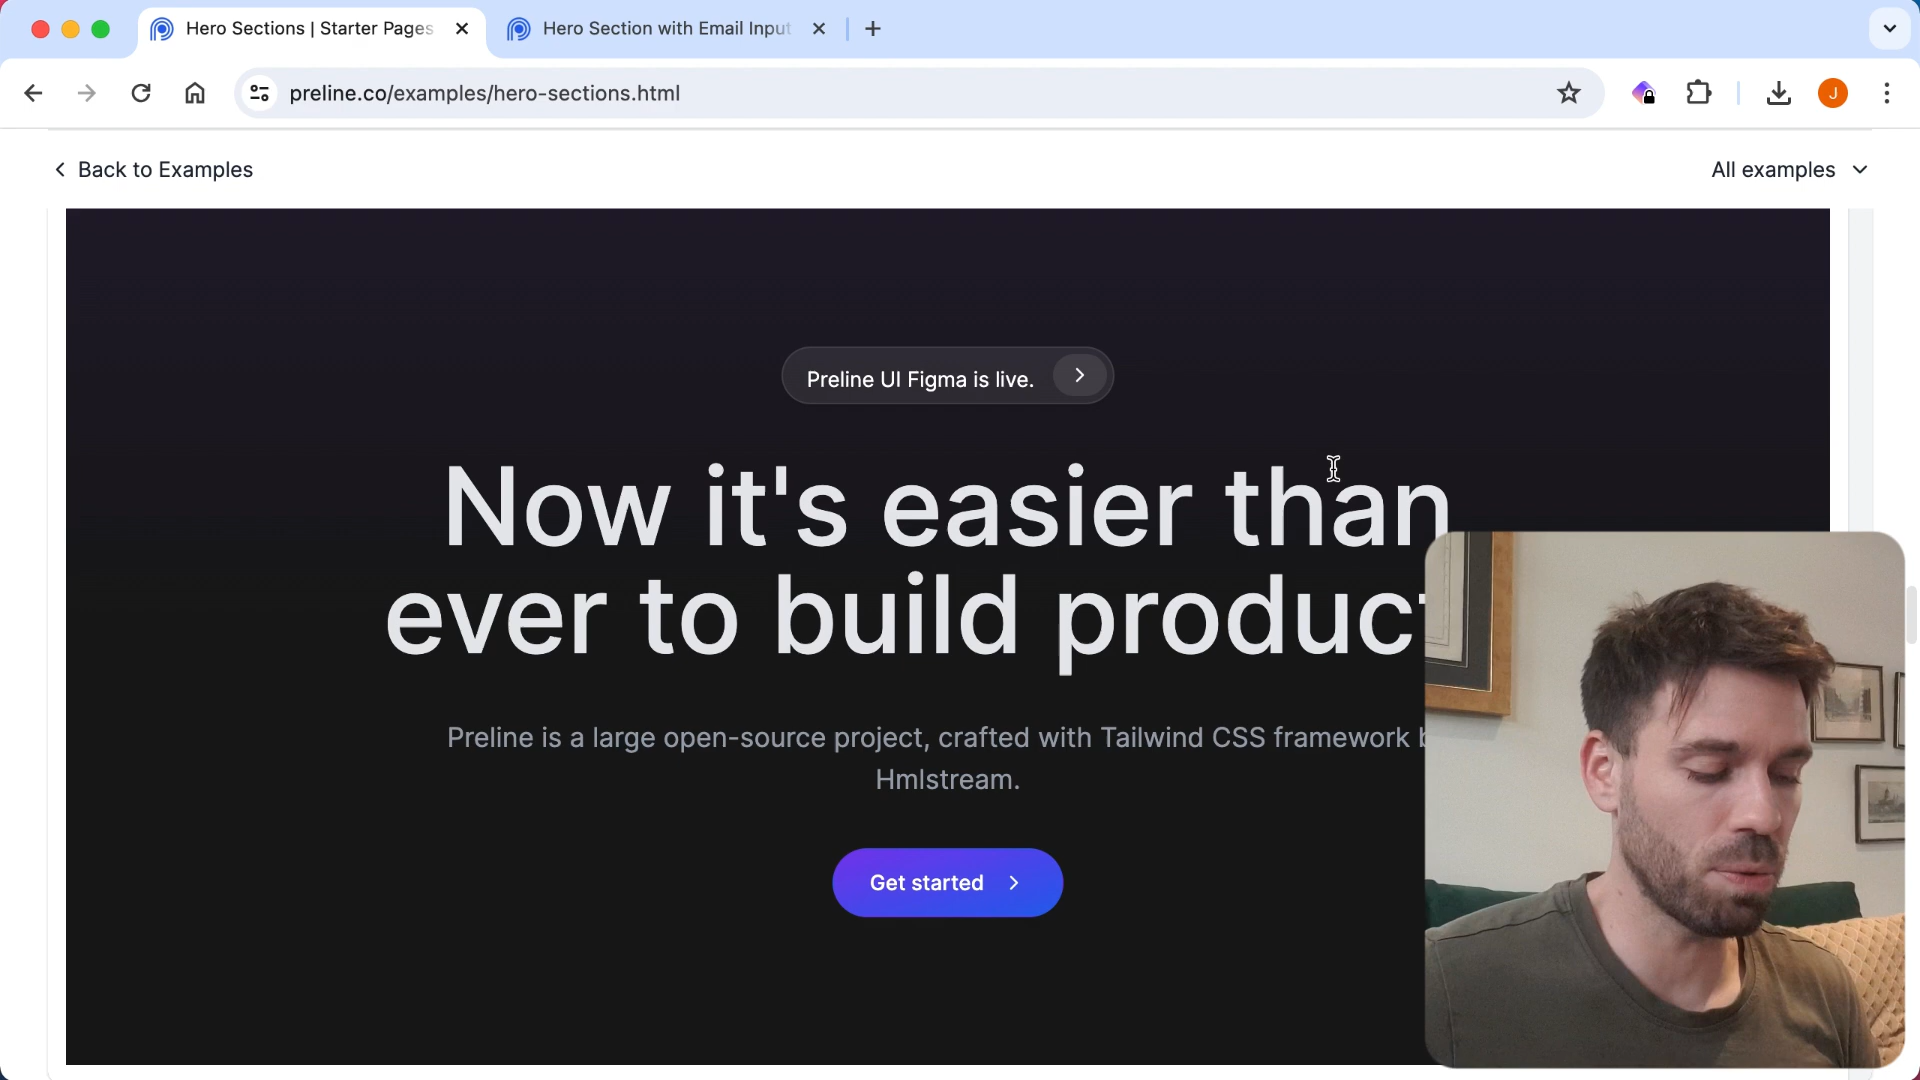 Hero Sections | Starter Pages
Hero Section with Email Input
preline.co/examples/hero-sections.html
J
Back to Examples
All examples
Preline UI Figma is live.
Now it's easier than
ever to build product
Preline is a large open-source project, crafted with Tailwind CSS framework
Hmlstream.
Get started